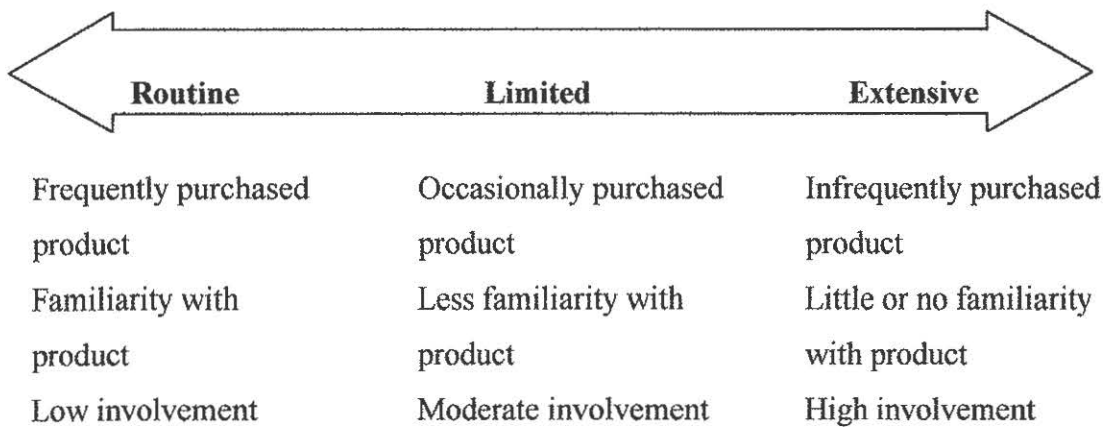 Routine Limited Extensive
Frequently purchased
product
Familiarity with
product
Low involvement
Occasionally purchased
product
Less familiarity with
product
Moderate involvement
Infrequently purchased
product
Little or no familiarity
with product
High involvement